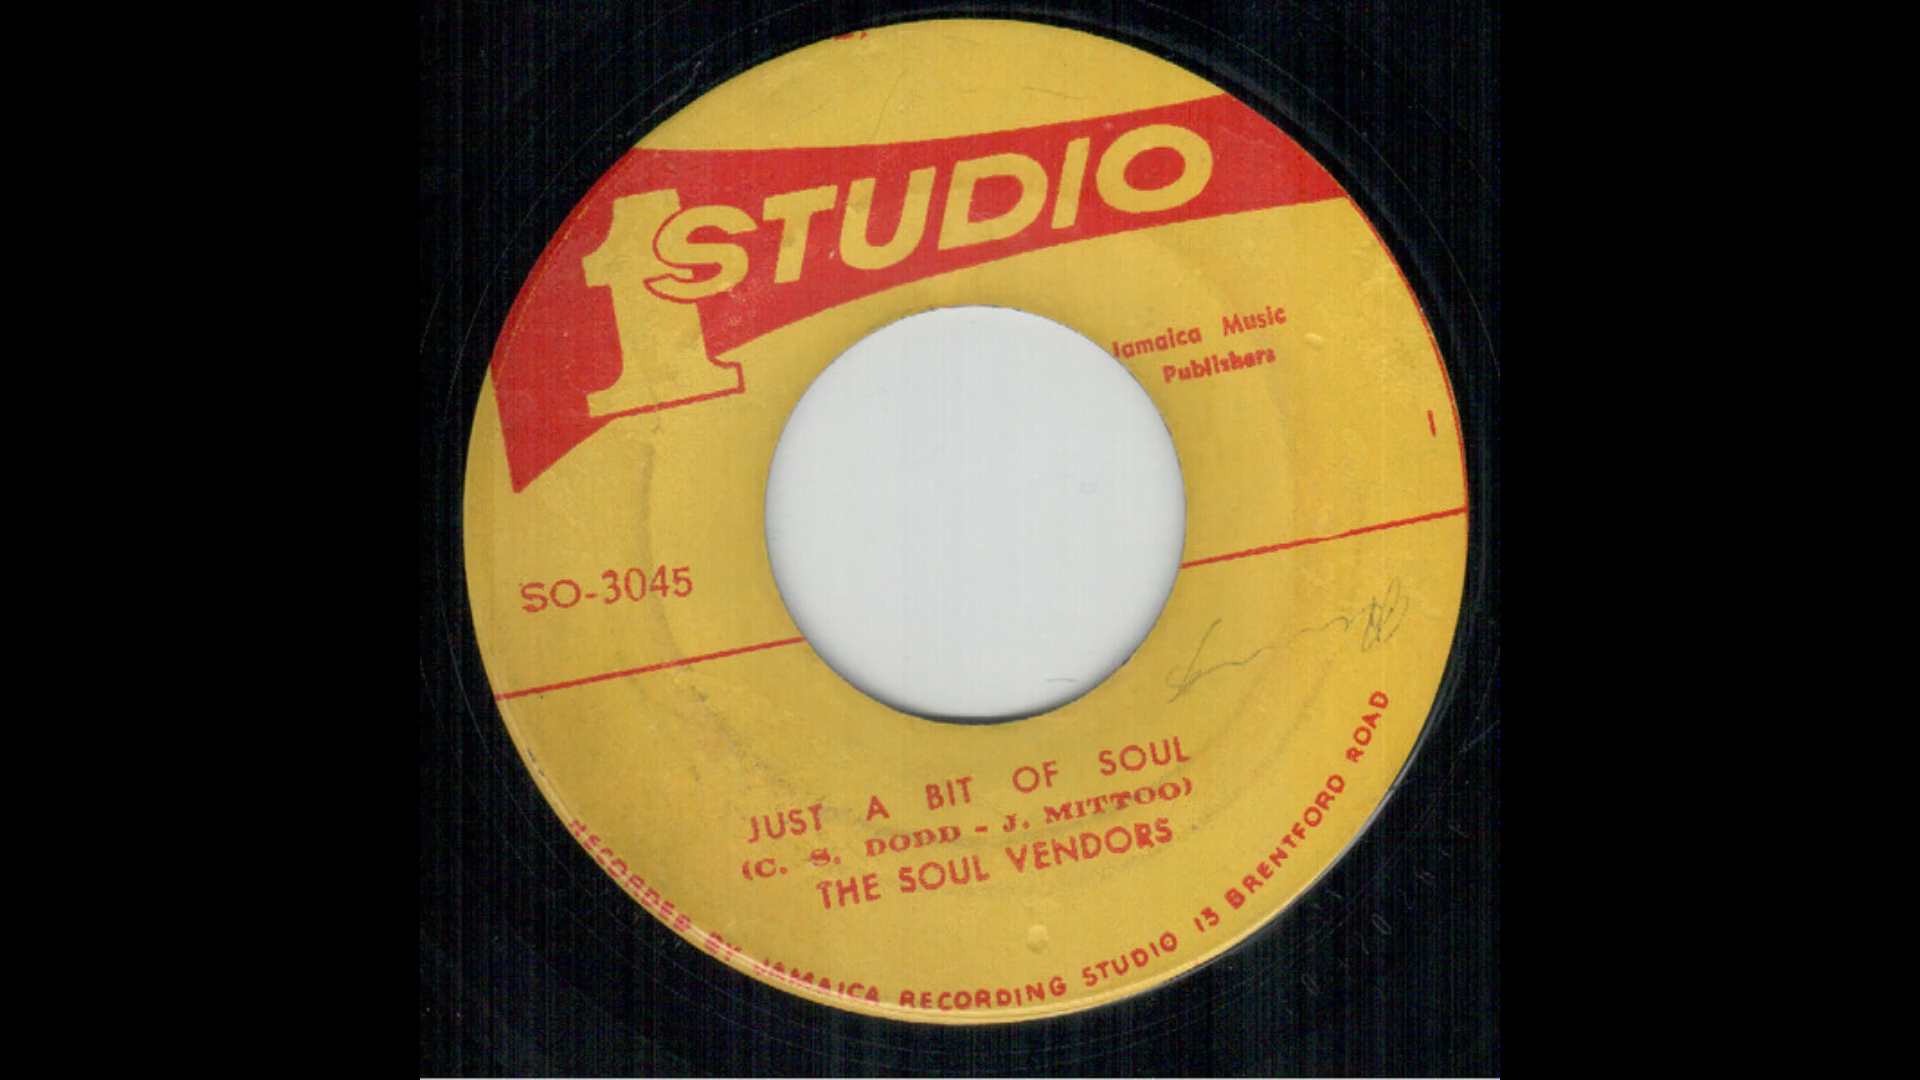 1 STUDIO
Jamaica Music
Publishers
SO-3045
JUST A BIT OF SOUL
(C. S. DODD - J. MITTOO)
THE SOUL VENDORS
RECORDED BY JAMAICA RECORDING STUDIO 13 BRENTFORD ROAD